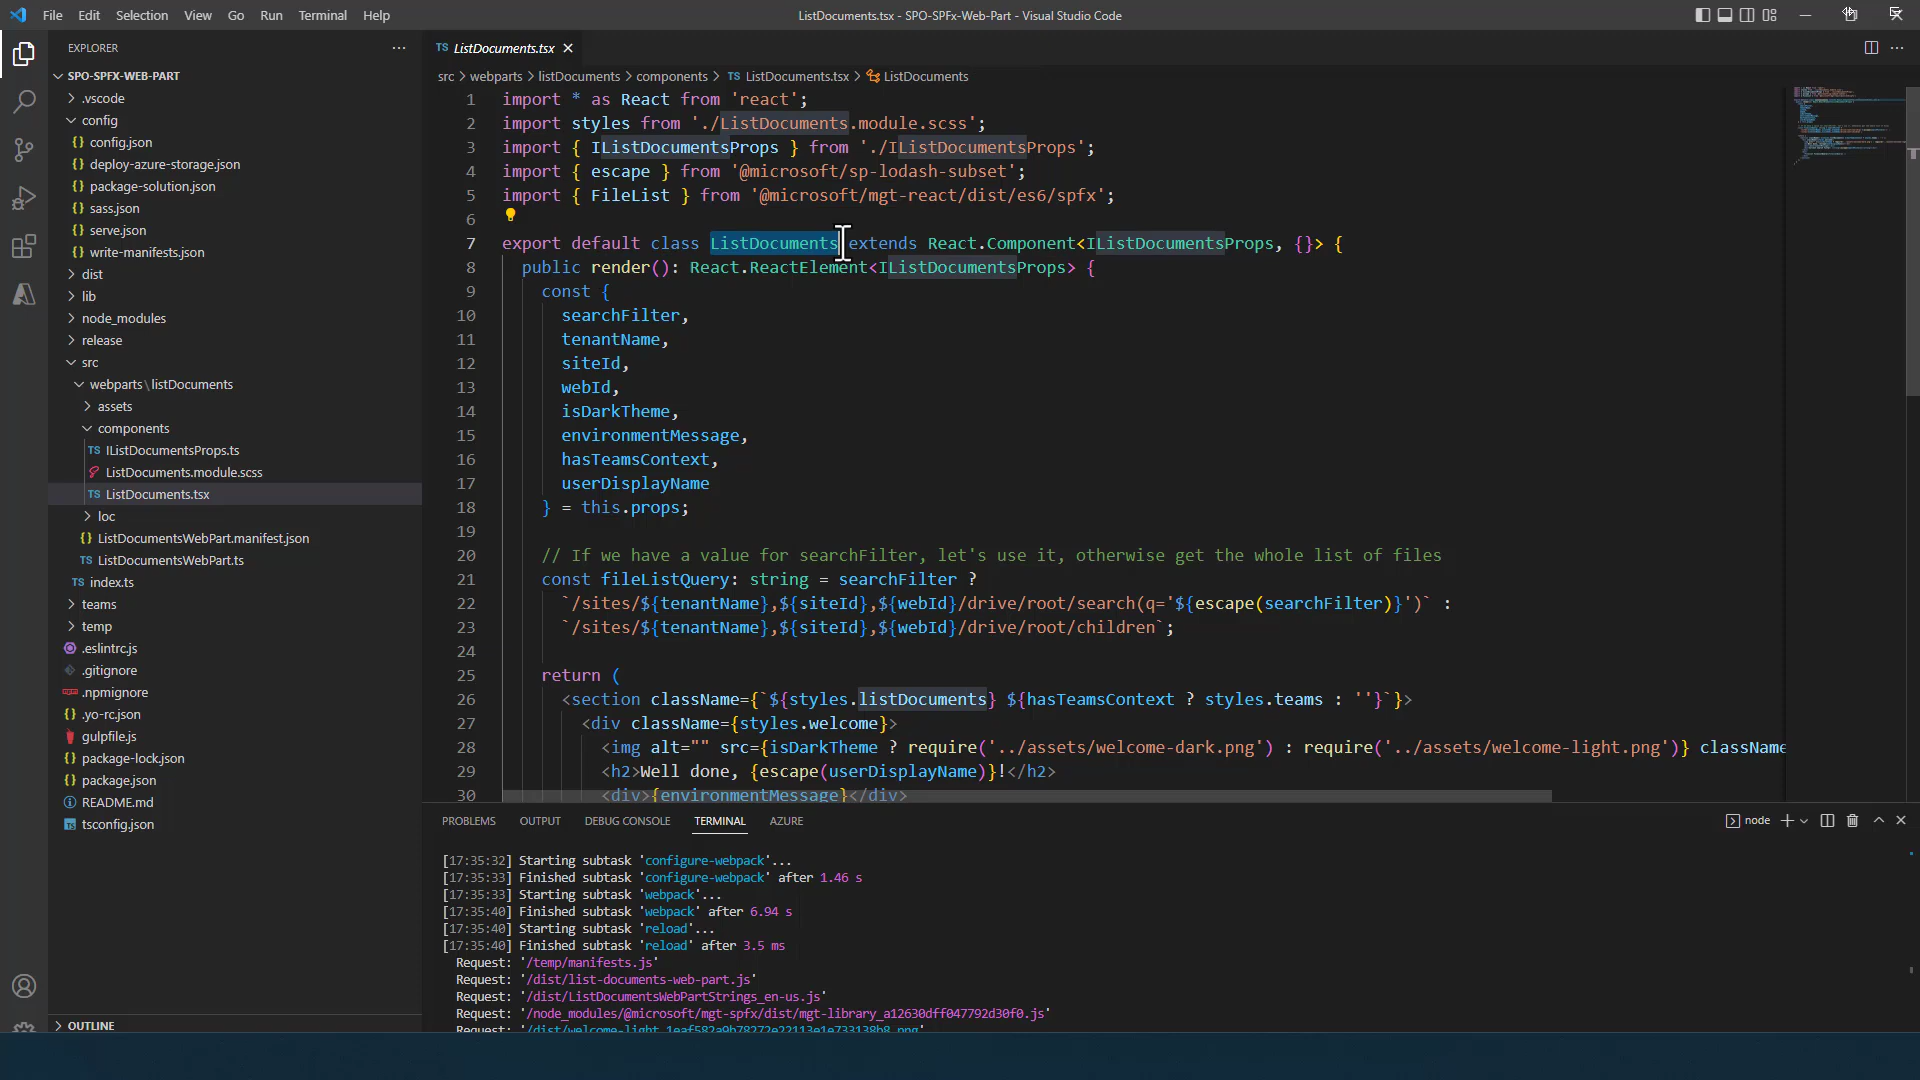 File Edit Selection View Go Run Terminal Help
ListDocuments.tsx - SPO-SPFx-Web-Part - Visual Studio Code
EXPLORER
SPO-SPFX-WEB-PART
.vscode
config
config.json
deploy-azure-storage.json
package-solution.json
sass.json
serve.json
write-manifests.json
dist
lib
node_modules
release
src
webparts\listDocuments
assets
components
TS IListDocumentsProps.ts
ListDocuments.module.scss
TS ListDocuments.tsx
loc
{} ListDocumentsWebPart.manifest.json
TS ListDocumentsWebPart.ts
TS index.ts
teams
temp
.eslintrc.js
.gitignore
.npmignore
{} .yo-rc.json
gulpfile.js
{} package-lock.json
{} package.json
README.md
tsconfig.json
OUTLINE
TS ListDocuments.tsx
src > webparts > listDocuments > components > TS ListDocuments.tsx > ListDocuments
1 import * as React from 'react';
2 import styles from './ListDocuments.module.scss';
3 import { IListDocumentsProps } from './IListDocumentsProps';
4 import { escape } from '@microsoft/sp-lodash-subset';
5 import { FileList } from '@microsoft/mgt-react/dist/es6/spfx';
6
7 export default class ListDocuments extends React.Component<IListDocumentsProps, {}> {
8 public render(): React.ReactElement<IListDocumentsProps> {
9 const {
10 searchFilter,
11 tenantName,
12 siteId,
13 webId,
14 isDarkTheme,
15 environmentMessage,
16 hasTeamsContext,
17 userDisplayName
18 } = this.props;
19
20 // If we have a value for searchFilter, let's use it, otherwise get the whole list of files
21 const fileListQuery: string = searchFilter ?
22 `/sites/${tenantName},${siteId},${webId}/drive/root/search(q='${escape(searchFilter)}')` :
23 `/sites/${tenantName},${siteId},${webId}/drive/root/children`;
24
25 return (
26 <section className={`${styles.listDocuments} ${hasTeamsContext ? styles.teams : ''}`}>
27 <div className={styles.welcome}>
28 <img alt="" src={isDarkTheme ? require('../assets/welcome-dark.png') : require('../assets/welcome-light.png')} className
29 <h2>Well done, {escape(userDisplayName)}!</h2>
30 <div>{environmentMessage}</div>
PROBLEMS OUTPUT DEBUG CONSOLE TERMINAL AZURE
node
[17:35:32] Starting subtask 'configure-webpack'...
[17:35:33] Finished subtask 'configure-webpack' after 1.46 s
[17:35:33] Starting subtask 'webpack'...
[17:35:40] Finished subtask 'webpack' after 6.94 s
[17:35:40] Starting subtask 'reload'...
[17:35:40] Finished subtask 'reload' after 3.5 ms
Request: '/temp/manifests.js'
Request: '/dist/list-documents-web-part.js'
Request: '/dist/ListDocumentsWebPartStrings_en-us.js'
Request: '/node_modules/@microsoft/mgt-spfx/dist/mgt-library_a12630dff047792d30f0.js'
Request: